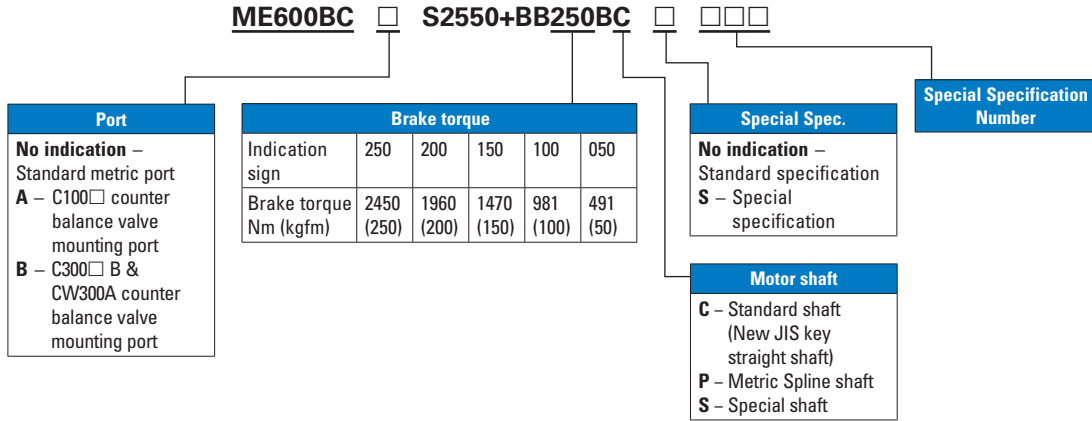 ME600BC □ S2550+BB250BC □ □□□
Port
No indication –
Standard metric port
A – C100□ counter
balance valve
mounting port
B – C300□ B &
CW300A counter
balance valve
mounting port
Brake torque
Indication sign 250 200 150 100 050
Brake torque Nm (kgfm) 2450 (250) 1960 (200) 1470 (150) 981 (100) 491 (50)
Special Spec.
No indication –
Standard specification
S – Special
specification
Special Specification
Number
Motor shaft
C – Standard shaft
(New JIS key
straight shaft)
P – Metric Spline shaft
S – Special shaft